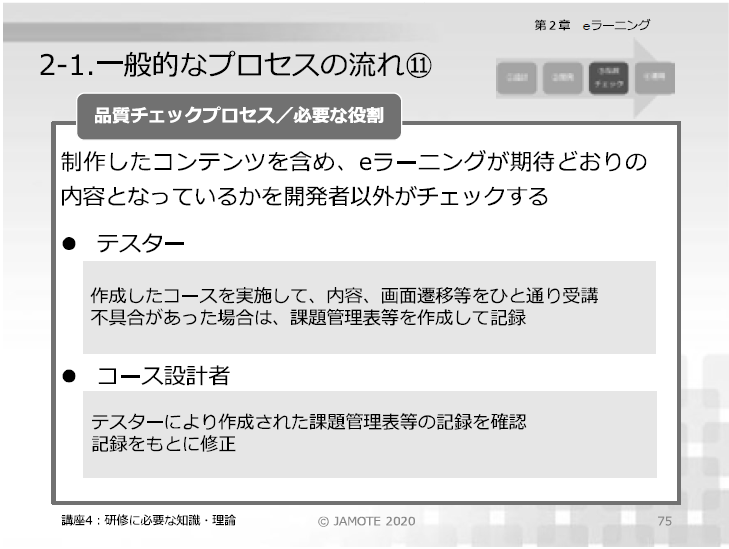 第２章　eラーニング
2-1.一般的なプロセスの流れ⑪
チェック
品質チェックプロセス／必要な役割
制作したコンテンツを含め、eラーニングが期待どおりの
内容となっているかを開発者以外がチェックする
● テスター
作成したコースを実施して、内容、画面遷移等をひと通り受講
不具合があった場合は、課題管理表等を作成して記録
● コース設計者
テスターにより作成された課題管理表等の記録を確認
記録をもとに修正
講座4：研修に必要な知識・理論
© JAMOTE 2020
75